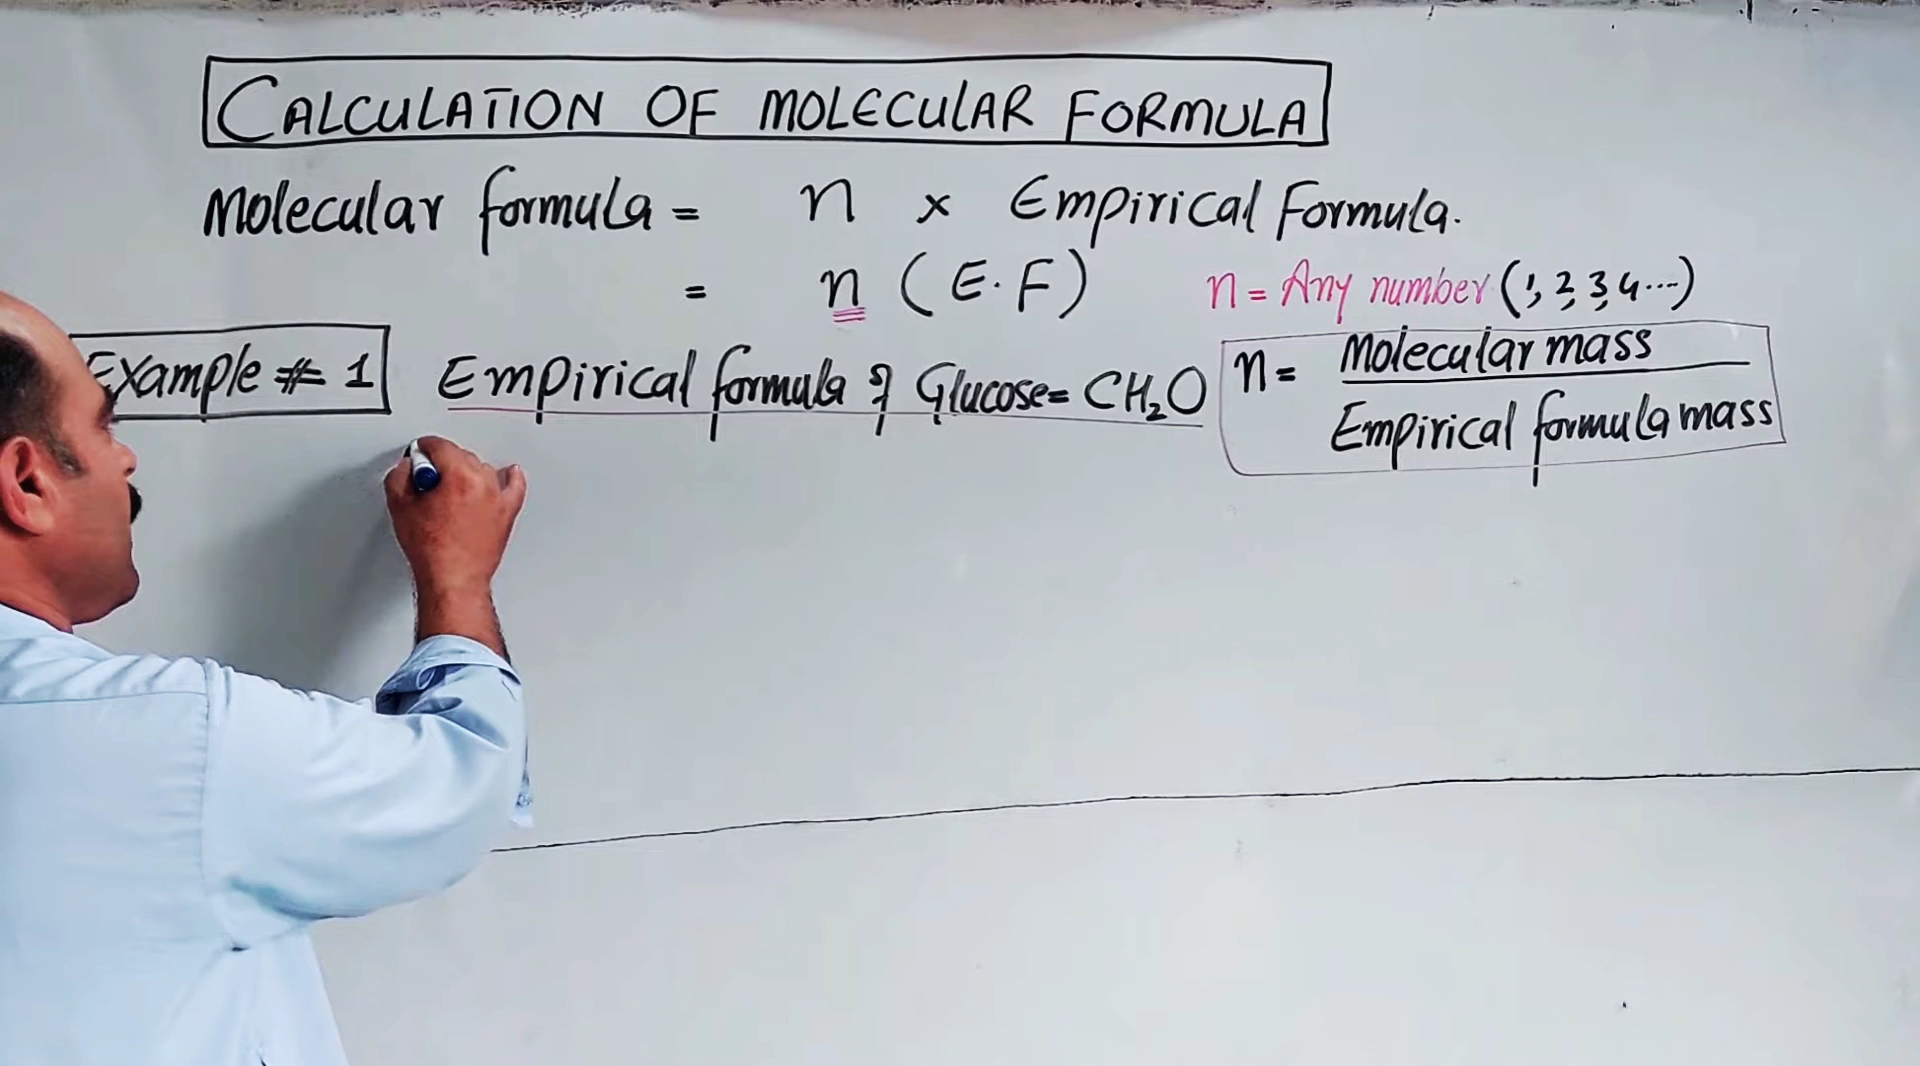 CALCULATION OF MOLECULAR FORMULA
Molecular formula = n × Empirical Formula.
= n (E.F) n = Any number (1, 2, 3, 4 ...)
Example # 1 Empirical formula of Glucose = CH₂O
n = Molecular mass
Empirical formula mass